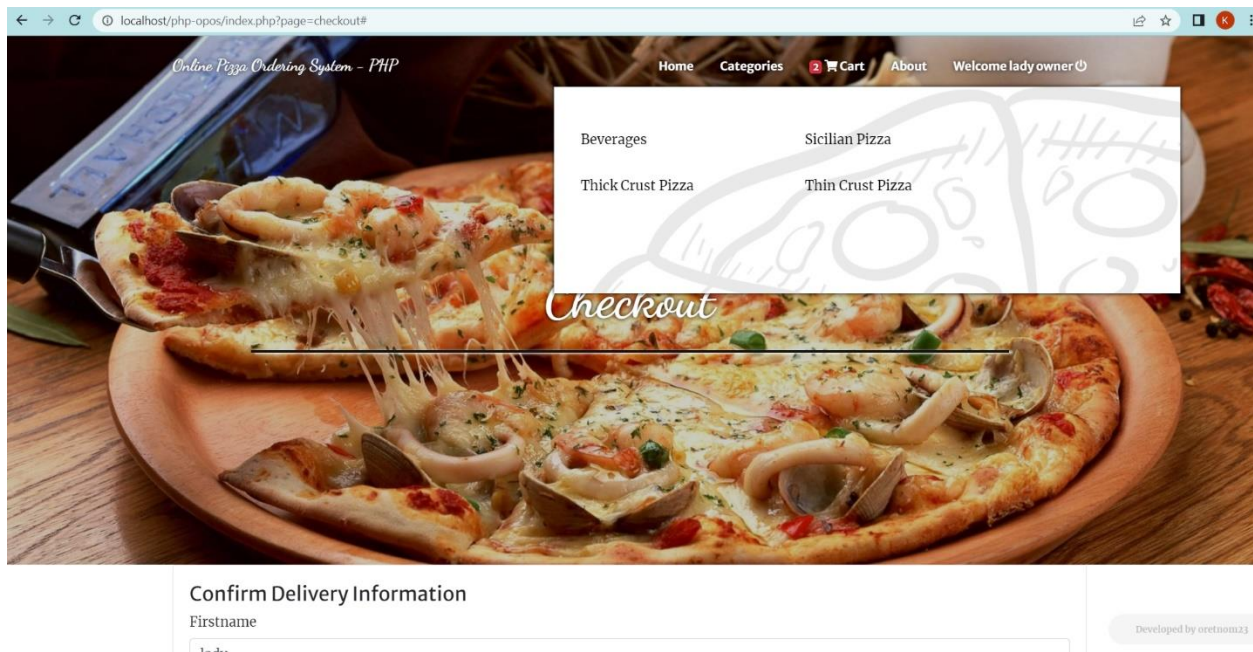 localhost/php-opos/index.php?page=checkout#
K
Online Pizza Ordering System - PHP
Home Categories 2 Cart About Welcome lady owner
Beverages Sicilian Pizza
Thick Crust Pizza Thin Crust Pizza
Checkout
Confirm Delivery Information
Firstname
Developed by oretnom23
lady